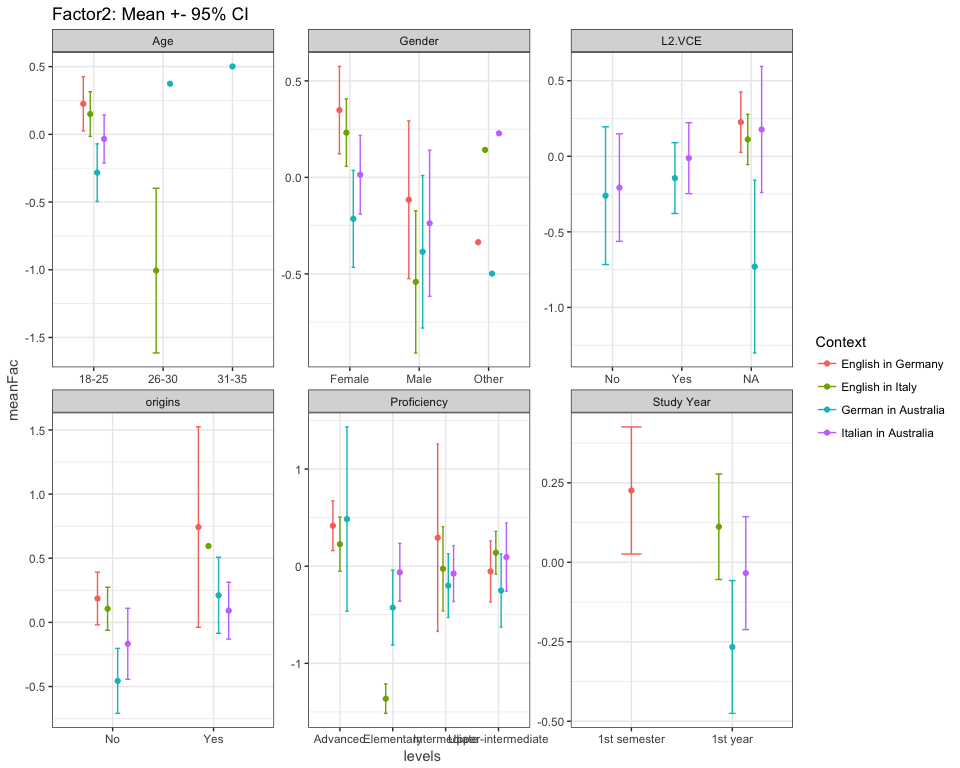 Factor2: Mean +- 95% CI
Age
Gender
L2.VCE
0.5
0.0
-0.5
-1.0
-1.5
18-25
26-30
31-35
0.5
0.0
-0.5
Female
Male
Other
0.5
0.0
-0.5
-1.0
No
Yes
NA
meanFac
origins
Proficiency
Study Year
1.5
1.0
0.5
0.0
-0.5
No
Yes
1
0
-1
Advanced
Elementary
Intermediate
Upper-intermediate
0.25
0.00
-0.25
-0.50
1st semester
1st year
levels
Context
English in Germany
English in Italy
German in Australia
Italian in Australia